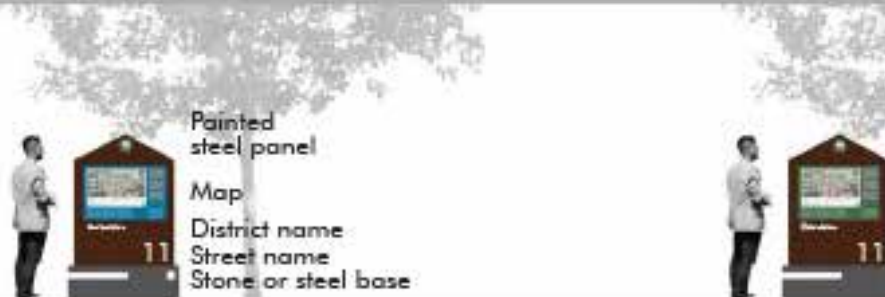 Painted
steel panel
Map
District name
Street name
Stone or steel base
11
11